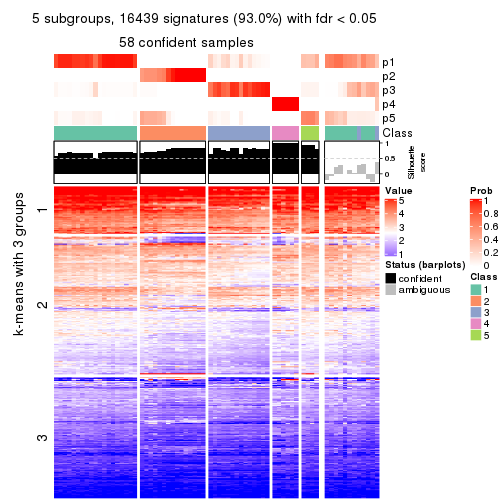 5 subgroups, 16439 signatures (93.0%) with fdr < 0.05
58 confident samples
p1
p2
p3
p4
p5
Class
1
0.5
0
Silhouette
score
k-means with 3 groups
1
2
3
Value
5
4
3
2
1
Status (barplots)
confident
ambiguous
Prob
1
0.8
0.6
0.4
0.2
0
Class
1
2
3
4
5